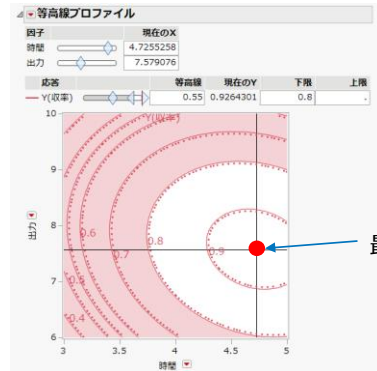 等高線プロファイル
因子 現在のX
時間 4.7255258
出力 7.579076
応答 等高線 現在のY 下限 上限
Y(収率) 0.55 0.9264301 0.8 .
10
Y(収率)
9
出力 8
0.6 0.8 0.9
0.7
7
0.5
0.4
6
3 3.5 4 4.5 5
時間